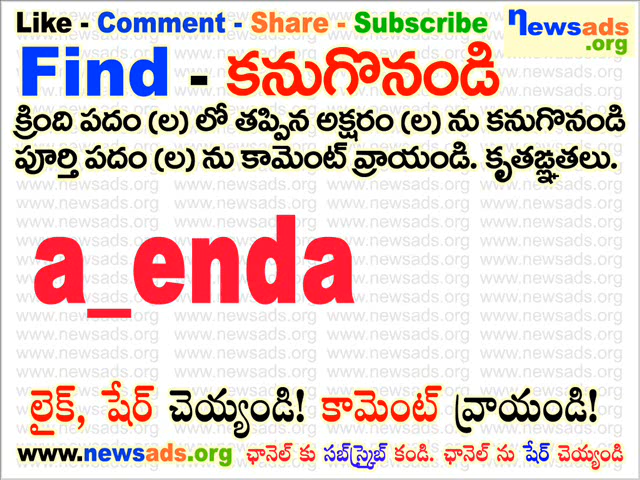 Like - Comment - Share - Subscribe
newsads
.org
Find - కనుగొనండి
క్రింది పదం (ల) లో తప్పిన అక్షరం (ల) ను కనుగొనండి
పూర్తి పదం (ల) ను కామెంట్ వ్రాయండి. కృతఙ్ఞతలు.
a_enda
లైక్, షేర్ చెయ్యండి! కామెంట్ వ్రాయండి!
www.newsads.org ఛానెల్ కు సబ్‌స్క్రైబ్ కండి. ఛానెల్ ను షేర్ చెయ్యండి